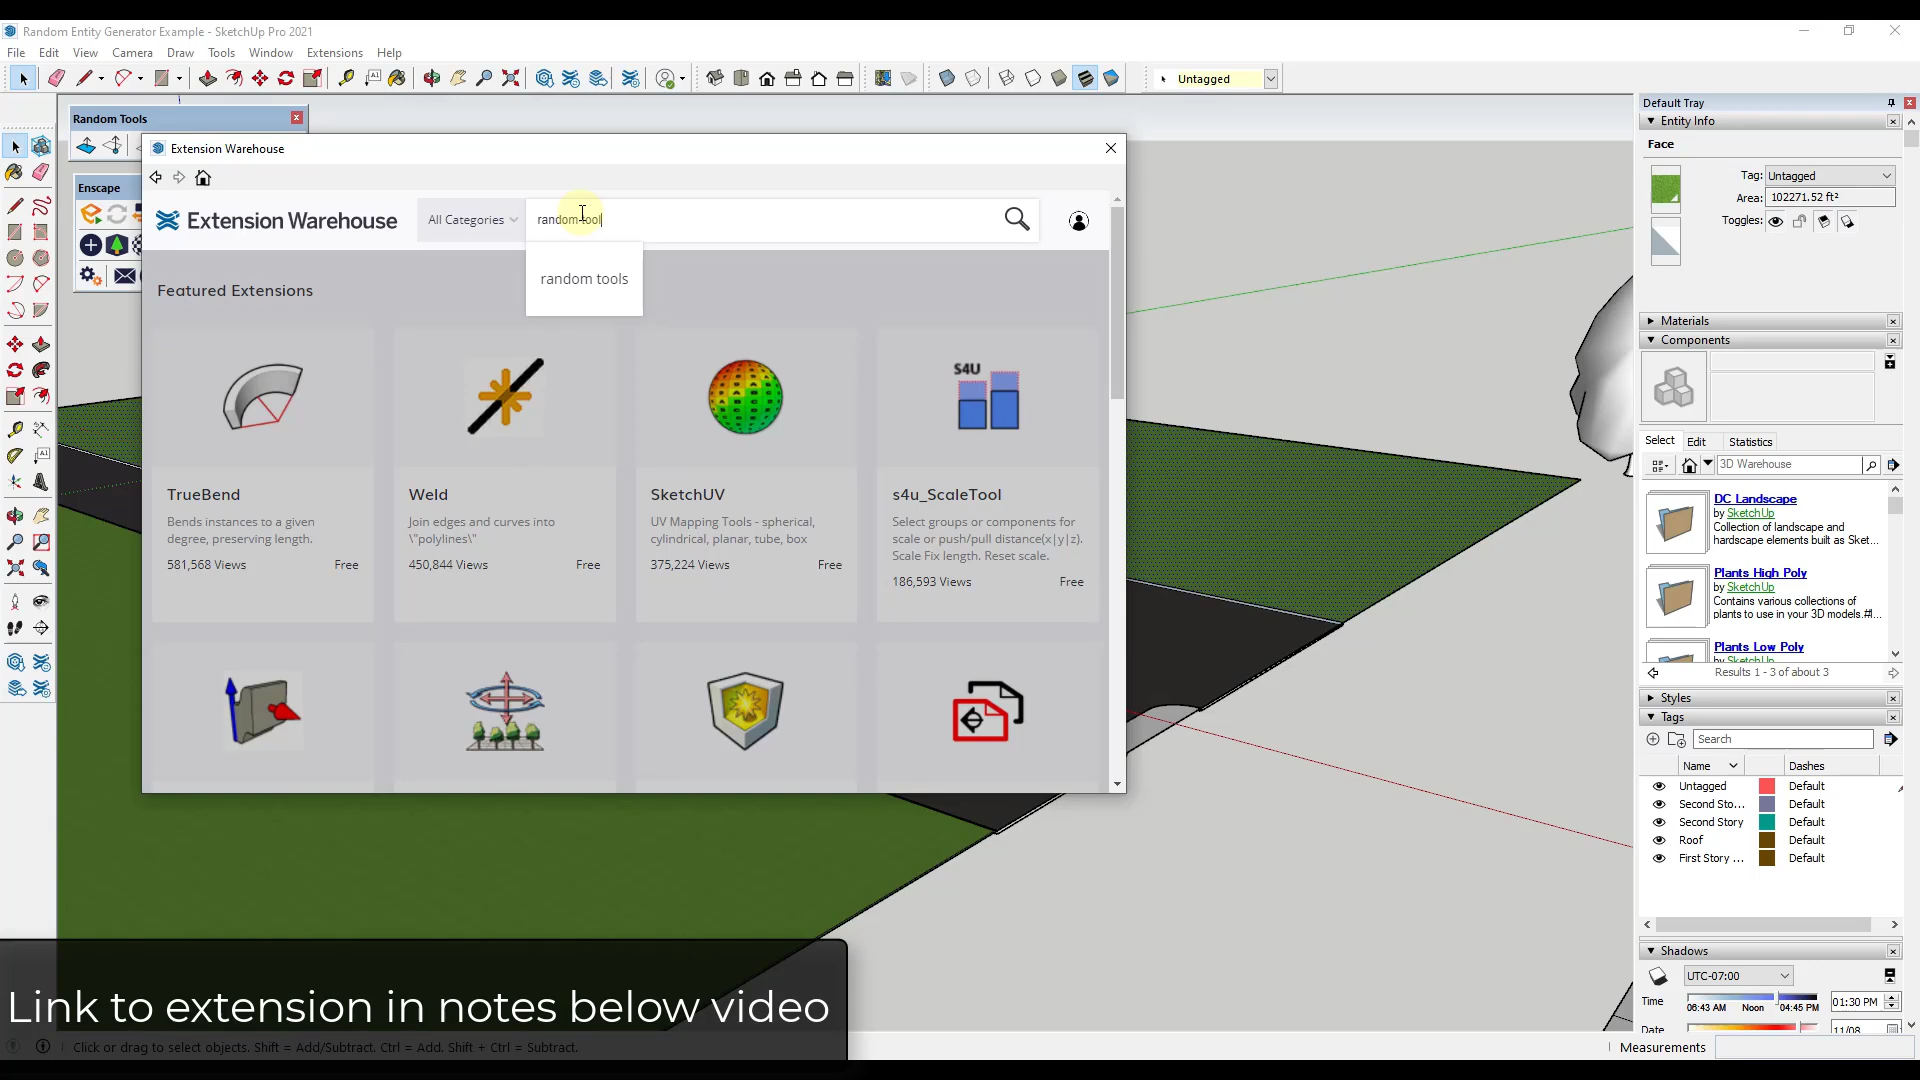 Random Entity Generator Example - SketchUp Pro 2021
File Edit View Camera Draw Tools Window Extensions Help
Untagged
Random Tools
Enscape
Extension Warehouse
Extension Warehouse
All Categories
random tool
random tools
Featured Extensions
TrueBend
Bends instances to a given
degree, preserving length.
581,568 Views Free
Weld
Join edges and curves into
\"polylines\"
450,844 Views Free
SketchUV
UV Mapping Tools - spherical,
cylindrical, planar, tube, box
375,224 Views Free
S4U
s4u_ScaleTool
Select groups or components for
scale or push/pull distance(x|y|z).
Scale Fix length. Reset scale.
186,593 Views Free
Default Tray
Entity Info
Face
Tag: Untagged
Area: 102271.52 ft²
Toggles:
Materials
Components
Select Edit Statistics
3D Warehouse
DC Landscape
by SketchUp
Collection of landscape and
hardscape elements built as Sket...
Plants High Poly
by SketchUp
Contains various collections of
plants to use in your 3D models.#l...
Plants Low Poly
by SketchUp
Results 1 - 3 of about 3
Styles
Tags
Search
Name Dashes
Untagged Default
Second Sto... Default
Second Story Default
Roof Default
First Story ... Default
Shadows
UTC-07:00
Time 01:30 PM
06:43 AM Noon 04:45 PM
Date 11/08
Link to extension in notes below video
Click or drag to select objects. Shift = Add/Subtract. Ctrl = Add. Shift + Ctrl = Subtract.
Measurements